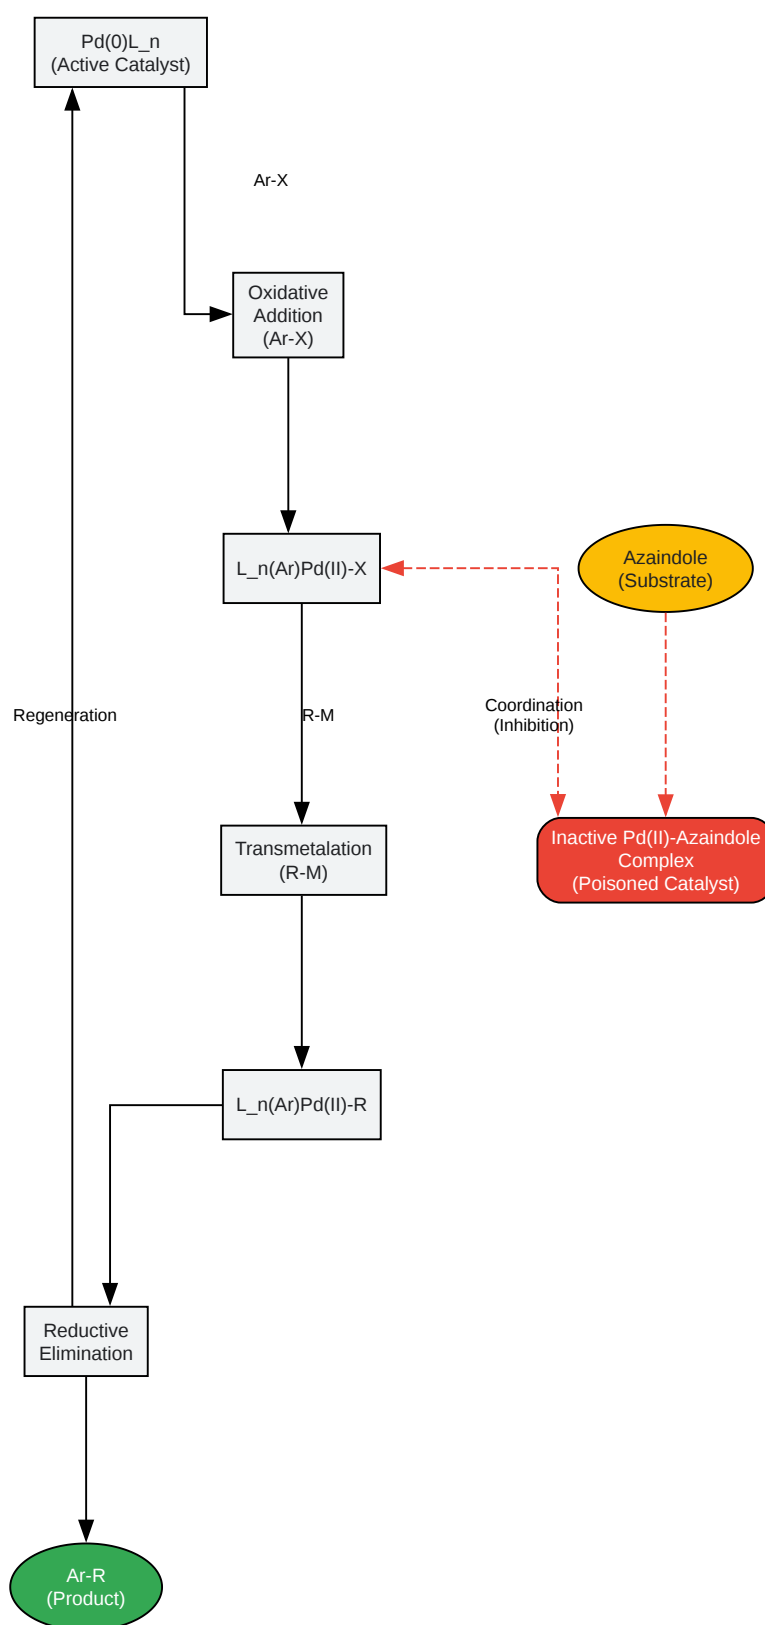 Pd(0)L_n
(Active Catalyst)
Ar-X
Oxidative
Addition
(Ar-X)
L_n(Ar)Pd(II)-X
Azaindole
(Substrate)
Regeneration
R-M
Coordination
(Inhibition)
Transmetalation
(R-M)
Inactive Pd(II)-Azaindole
Complex
(Poisoned Catalyst)
L_n(Ar)Pd(II)-R
Reductive
Elimination
Ar-R
(Product)